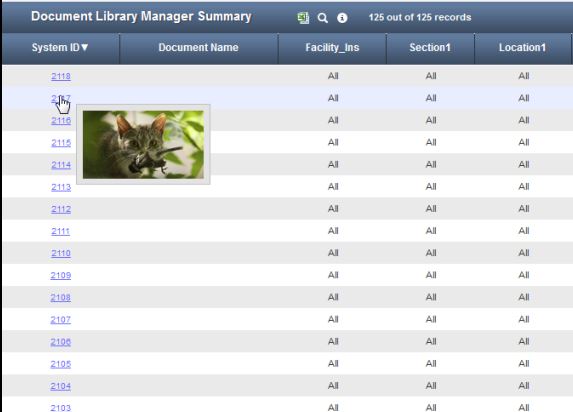 Document Library Manager Summary 125 out of 125 records
System ID▼ Document Name Facility_Ins Section1 Location1
2118 All All All
2117 All All All
2116 All All All
2115 All All All
2114 All All All
2113 All All All
2112 All All All
2111 All All All
2110 All All All
2109 All All All
2108 All All All
2107 All All All
2106 All All All
2105 All All All
2104 All All All
2103 All All All